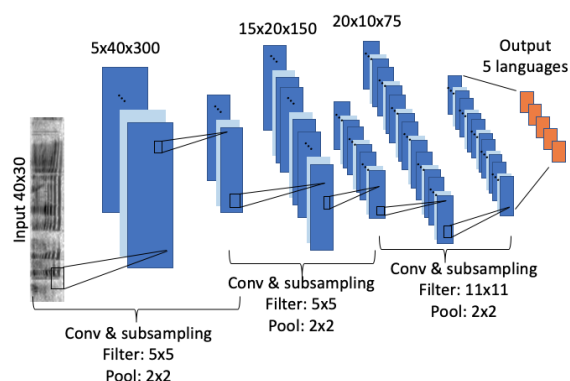 5x40x300
15x20x150
20x10x75
Output
5 languages
Input 40x30
Conv & subsampling
Filter: 5x5
Pool: 2x2
Conv & subsampling
Filter: 5x5
Pool: 2x2
Conv & subsampling
Filter: 11x11
Pool: 2x2